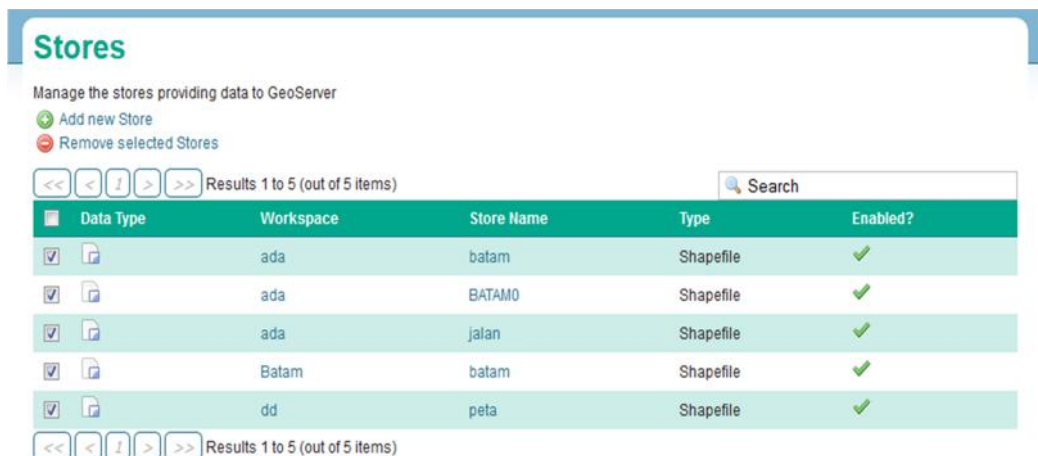 Stores
Manage the stores providing data to GeoServer
Add new Store
Remove selected Stores
<< < 1 > >> Results 1 to 5 (out of 5 items) Search
Data Type Workspace Store Name Type Enabled?
ada batam Shapefile
ada BATAM0 Shapefile
ada jalan Shapefile
Batam batam Shapefile
dd peta Shapefile
<< < 1 > >> Results 1 to 5 (out of 5 items)